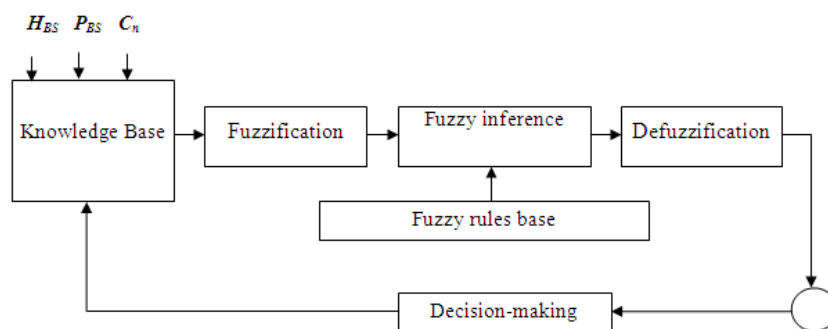 H_BS P_BS C_n
Knowledge Base
Fuzzification
Fuzzy inference
Defuzzification
Fuzzy rules base
Decision-making